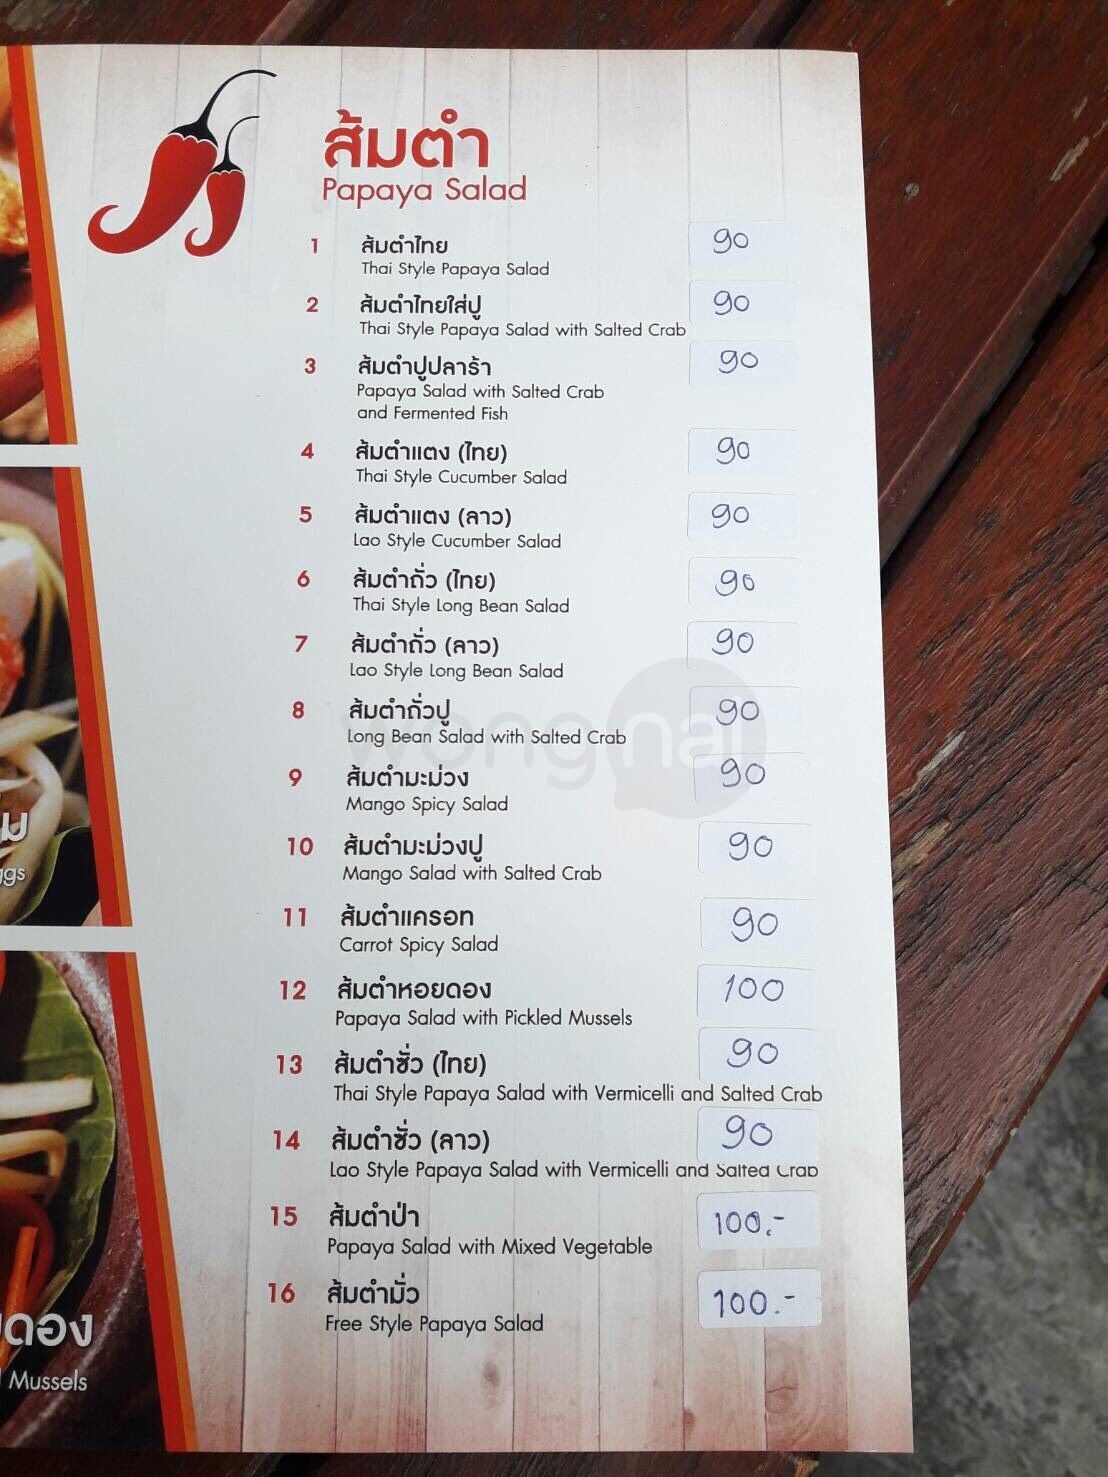 ส้มตำ
Papaya Salad
1 ส้มตำไทย 90
Thai Style Papaya Salad
2 ส้มตำไทยใส่ปู 90
Thai Style Papaya Salad with Salted Crab
3 ส้มตำปูปลาร้า 90
Papaya Salad with Salted Crab
and Fermented Fish
4 ส้มตำแตง (ไทย) 90
Thai Style Cucumber Salad
5 ส้มตำแตง (ลาว) 90
Lao Style Cucumber Salad
6 ส้มตำถั่ว (ไทย) 90
Thai Style Long Bean Salad
7 ส้มตำถั่ว (ลาว) 90
Lao Style Long Bean Salad
8 ส้มตำถั่วปู 90
Long Bean Salad with Salted Crab
wongnai
9 ส้มตำมะม่วง 90
Mango Spicy Salad
10 ส้มตำมะม่วงปู 90
Mango Salad with Salted Crab
11 ส้มตำแครอท 90
Carrot Spicy Salad
12 ส้มตำหอยดอง 100
Papaya Salad with Pickled Mussels
13 ส้มตำซั่ว (ไทย) 90
Thai Style Papaya Salad with Vermicelli and Salted Crab
14 ส้มตำซั่ว (ลาว) 90
Lao Style Papaya Salad with Vermicelli and Salted Crab
15 ส้มตำป่า 100.-
Papaya Salad with Mixed Vegetable
16 ส้มตำมั่ว 100.-
Free Style Papaya Salad
ดอง
Mussels